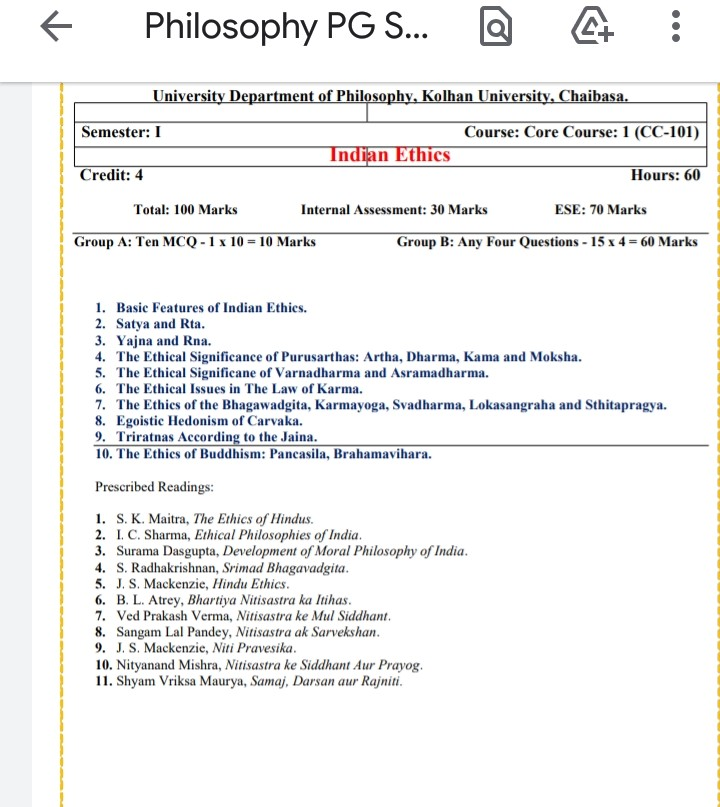 Philosophy PG S...
University Department of Philosophy, Kolhan University, Chaibasa.
Semester: I Course: Core Course: 1 (CC-101)
Indian Ethics
Credit: 4 Hours: 60
Total: 100 Marks Internal Assessment: 30 Marks ESE: 70 Marks
Group A: Ten MCQ - 1 x 10 = 10 Marks Group B: Any Four Questions - 15 x 4 = 60 Marks
1. Basic Features of Indian Ethics.
2. Satya and Rta.
3. Yajna and Rna.
4. The Ethical Significance of Purusarthas: Artha, Dharma, Kama and Moksha.
5. The Ethical Significane of Varnadharma and Asramadharma.
6. The Ethical Issues in The Law of Karma.
7. The Ethics of the Bhagawadgita, Karmayoga, Svadharma, Lokasangraha and Sthitapragya.
8. Egoistic Hedonism of Carvaka.
9. Triratnas According to the Jaina.
10. The Ethics of Buddhism: Pancasila, Brahamavihara.
Prescribed Readings:
1. S. K. Maitra, The Ethics of Hindus.
2. I. C. Sharma, Ethical Philosophies of India.
3. Surama Dasgupta, Development of Moral Philosophy of India.
4. S. Radhakrishnan, Srimad Bhagavadgita.
5. J. S. Mackenzie, Hindu Ethics.
6. B. L. Atrey, Bhartiya Nitisastra ka Itihas.
7. Ved Prakash Verma, Nitisastra ke Mul Siddhant.
8. Sangam Lal Pandey, Nitisastra ak Sarvekshan.
9. J. S. Mackenzie, Niti Pravesika.
10. Nityanand Mishra, Nitisastra ke Siddhant Aur Prayog.
11. Shyam Vriksa Maurya, Samaj, Darsan aur Rajniti.